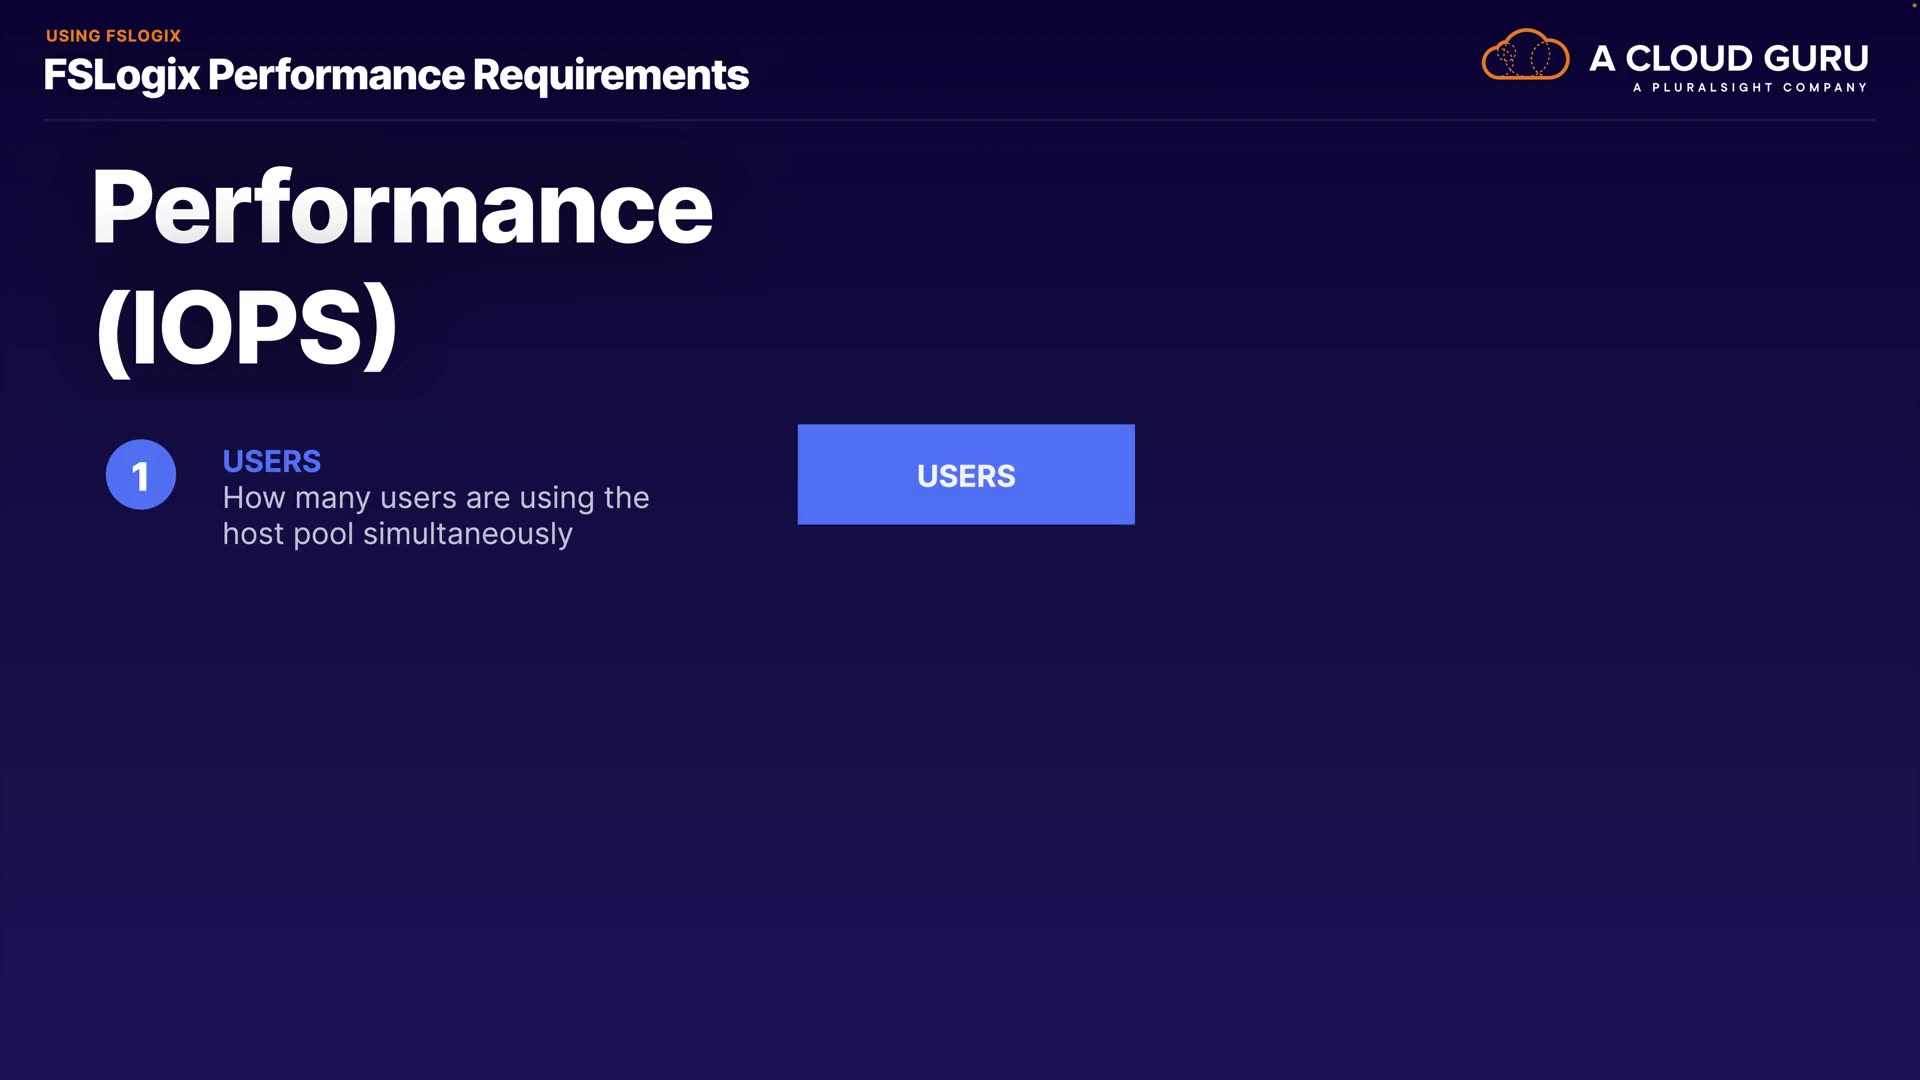 USING FSLOGIX
FSLogix Performance Requirements
A CLOUD GURU
A PLURALSIGHT COMPANY
Performance
(IOPS)
1
USERS
How many users are using the
host pool simultaneously
USERS